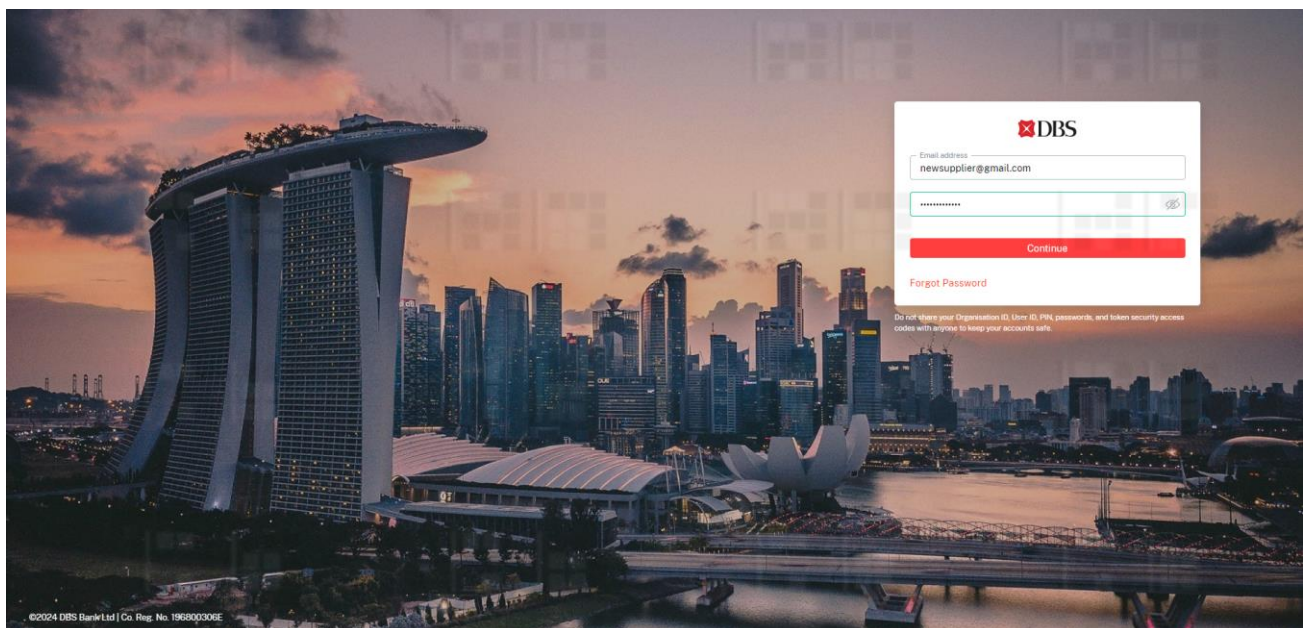 DBS
Email address
newsupplier@gmail.com
•••••••••••••
Continue
Forgot Password
Do not share your Organisation ID, User ID, PIN, passwords, and token security access
codes with anyone to keep your accounts safe.
©2024 DBS Bank Ltd | Co. Reg. No. 196800306E